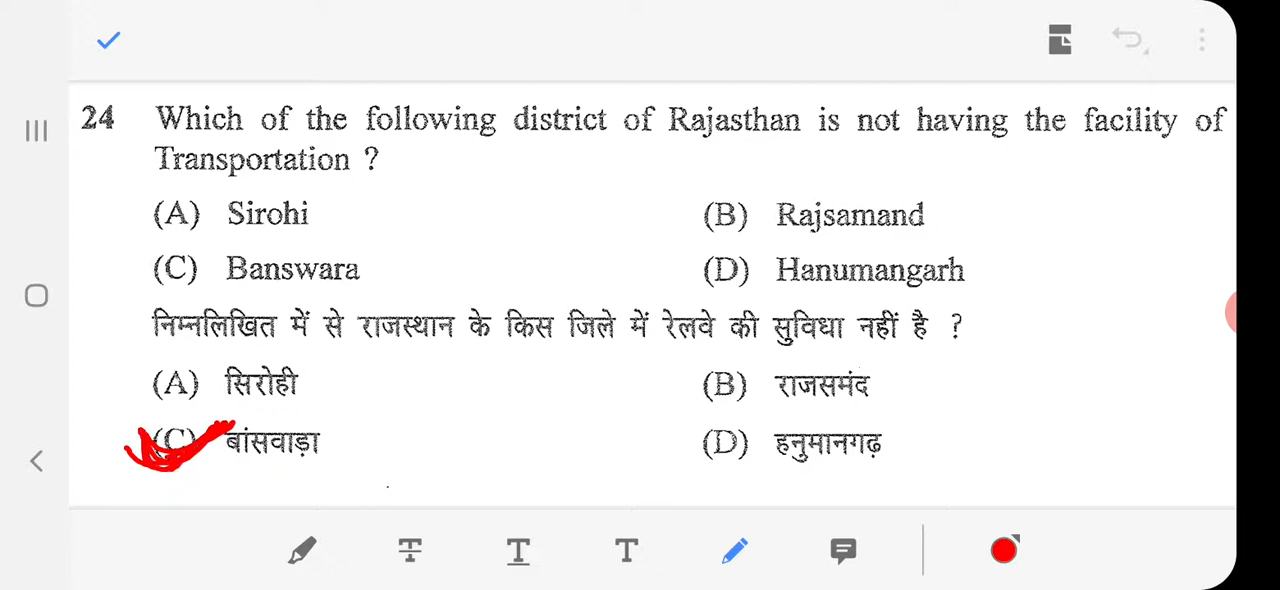 24 Which of the following district of Rajasthan is not having the facility of
Transportation ?
(A) Sirohi (B) Rajsamand
(C) Banswara (D) Hanumangarh
निम्नलिखित में से राजस्थान के किस जिले में रेलवे की सुविधा नहीं है ?
(A) सिरोही (B) राजसमंद
(C) बांसवाड़ा (D) हनुमानगढ़
T T T